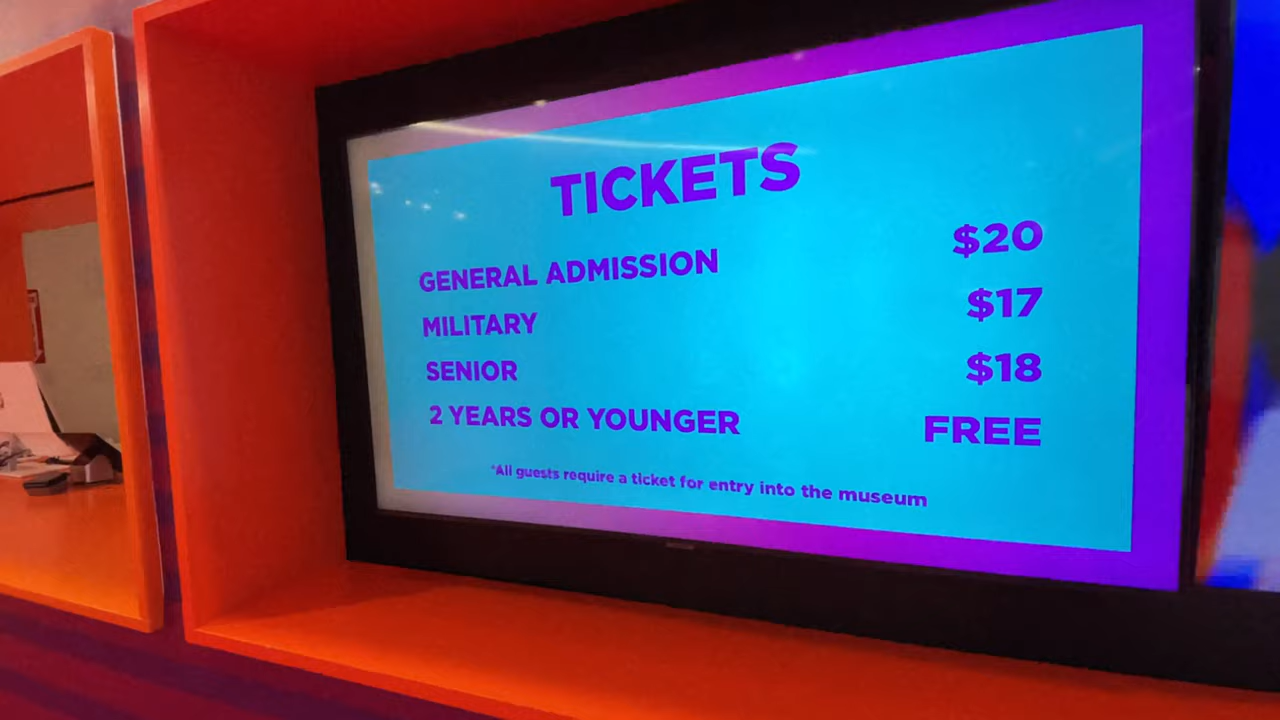 TICKETS
GENERAL ADMISSION $20
MILITARY $17
SENIOR $18
2 YEARS OR YOUNGER FREE
*All guests require a ticket for entry into the museum